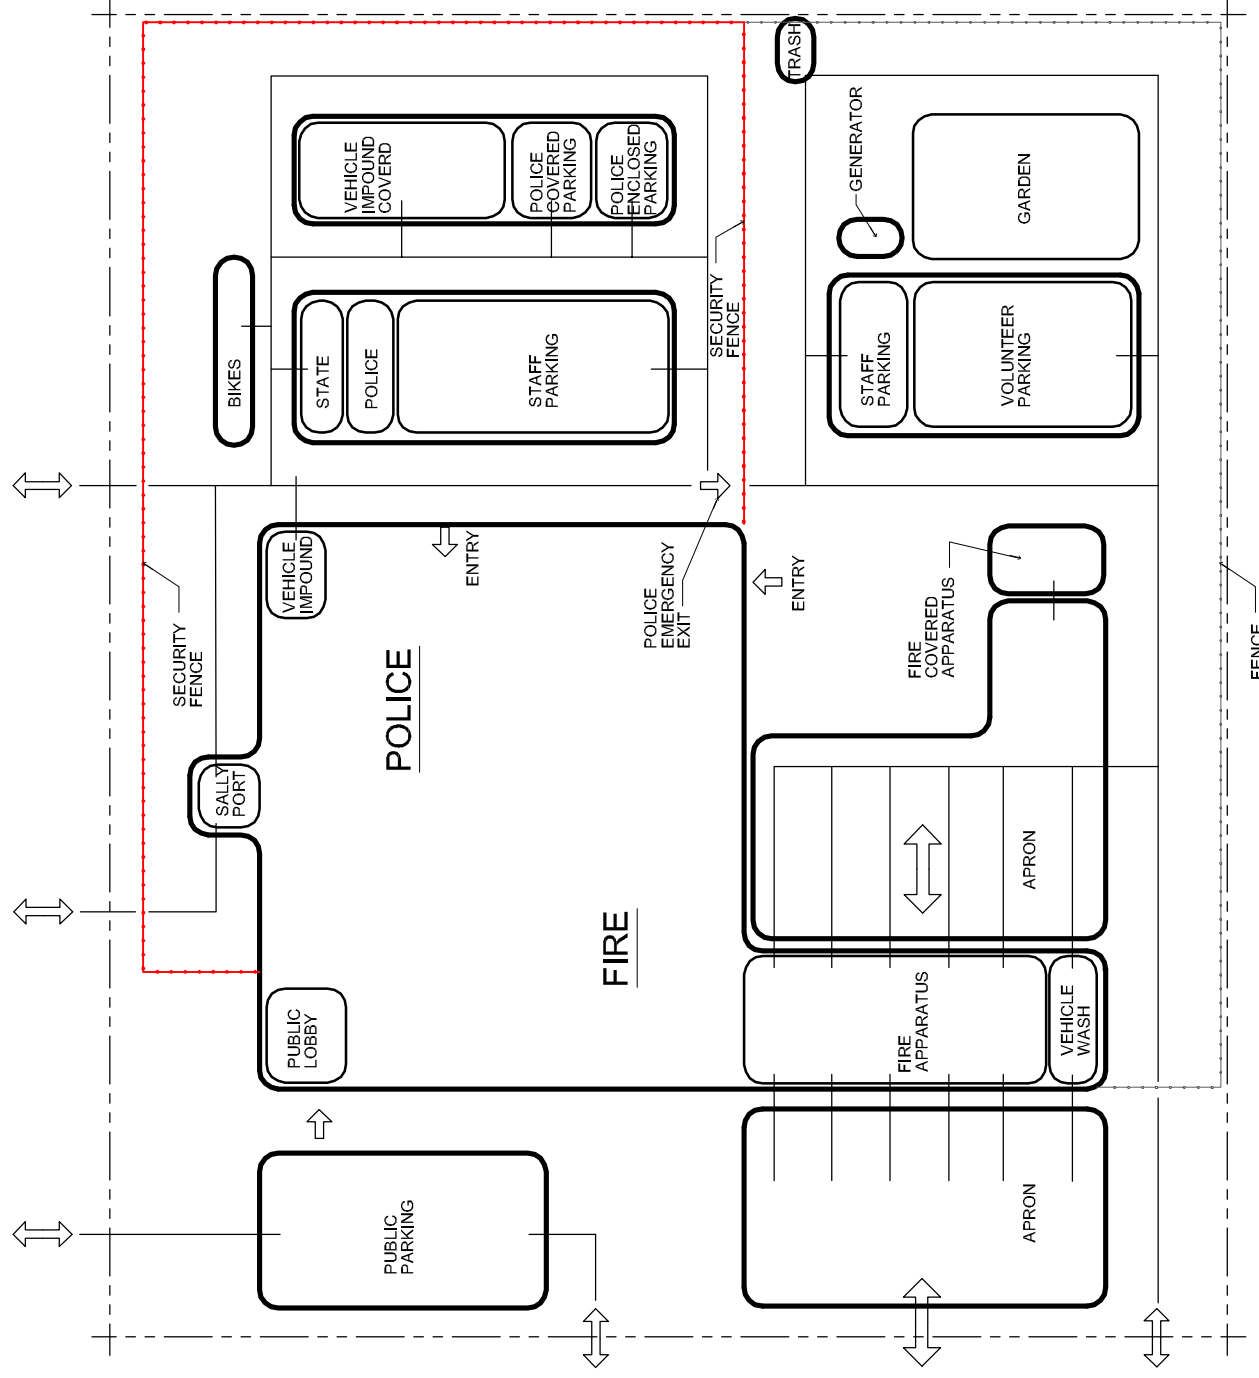 TRASH
VEHICLE
IMPOUND
COVERD
POLICE
COVERED
PARKING
POLICE
ENCLOSED
PARKING
GENERATOR
GARDEN
BIKES
STATE
POLICE
STAFF
PARKING
SECURITY
FENCE
STAFF
PARKING
VOLUNTEER
PARKING
VEHICLE
IMPOUND
ENTRY
POLICE
EMERGENCY
EXIT
ENTRY
FIRE
COVERED
APPARATUS
SECURITY
FENCE
FENCE
POLICE
SALLY
PORT
FIRE
APRON
PUBLIC
LOBBY
FIRE
APPARATUS
VEHICLE
WASH
PUBLIC
PARKING
APRON